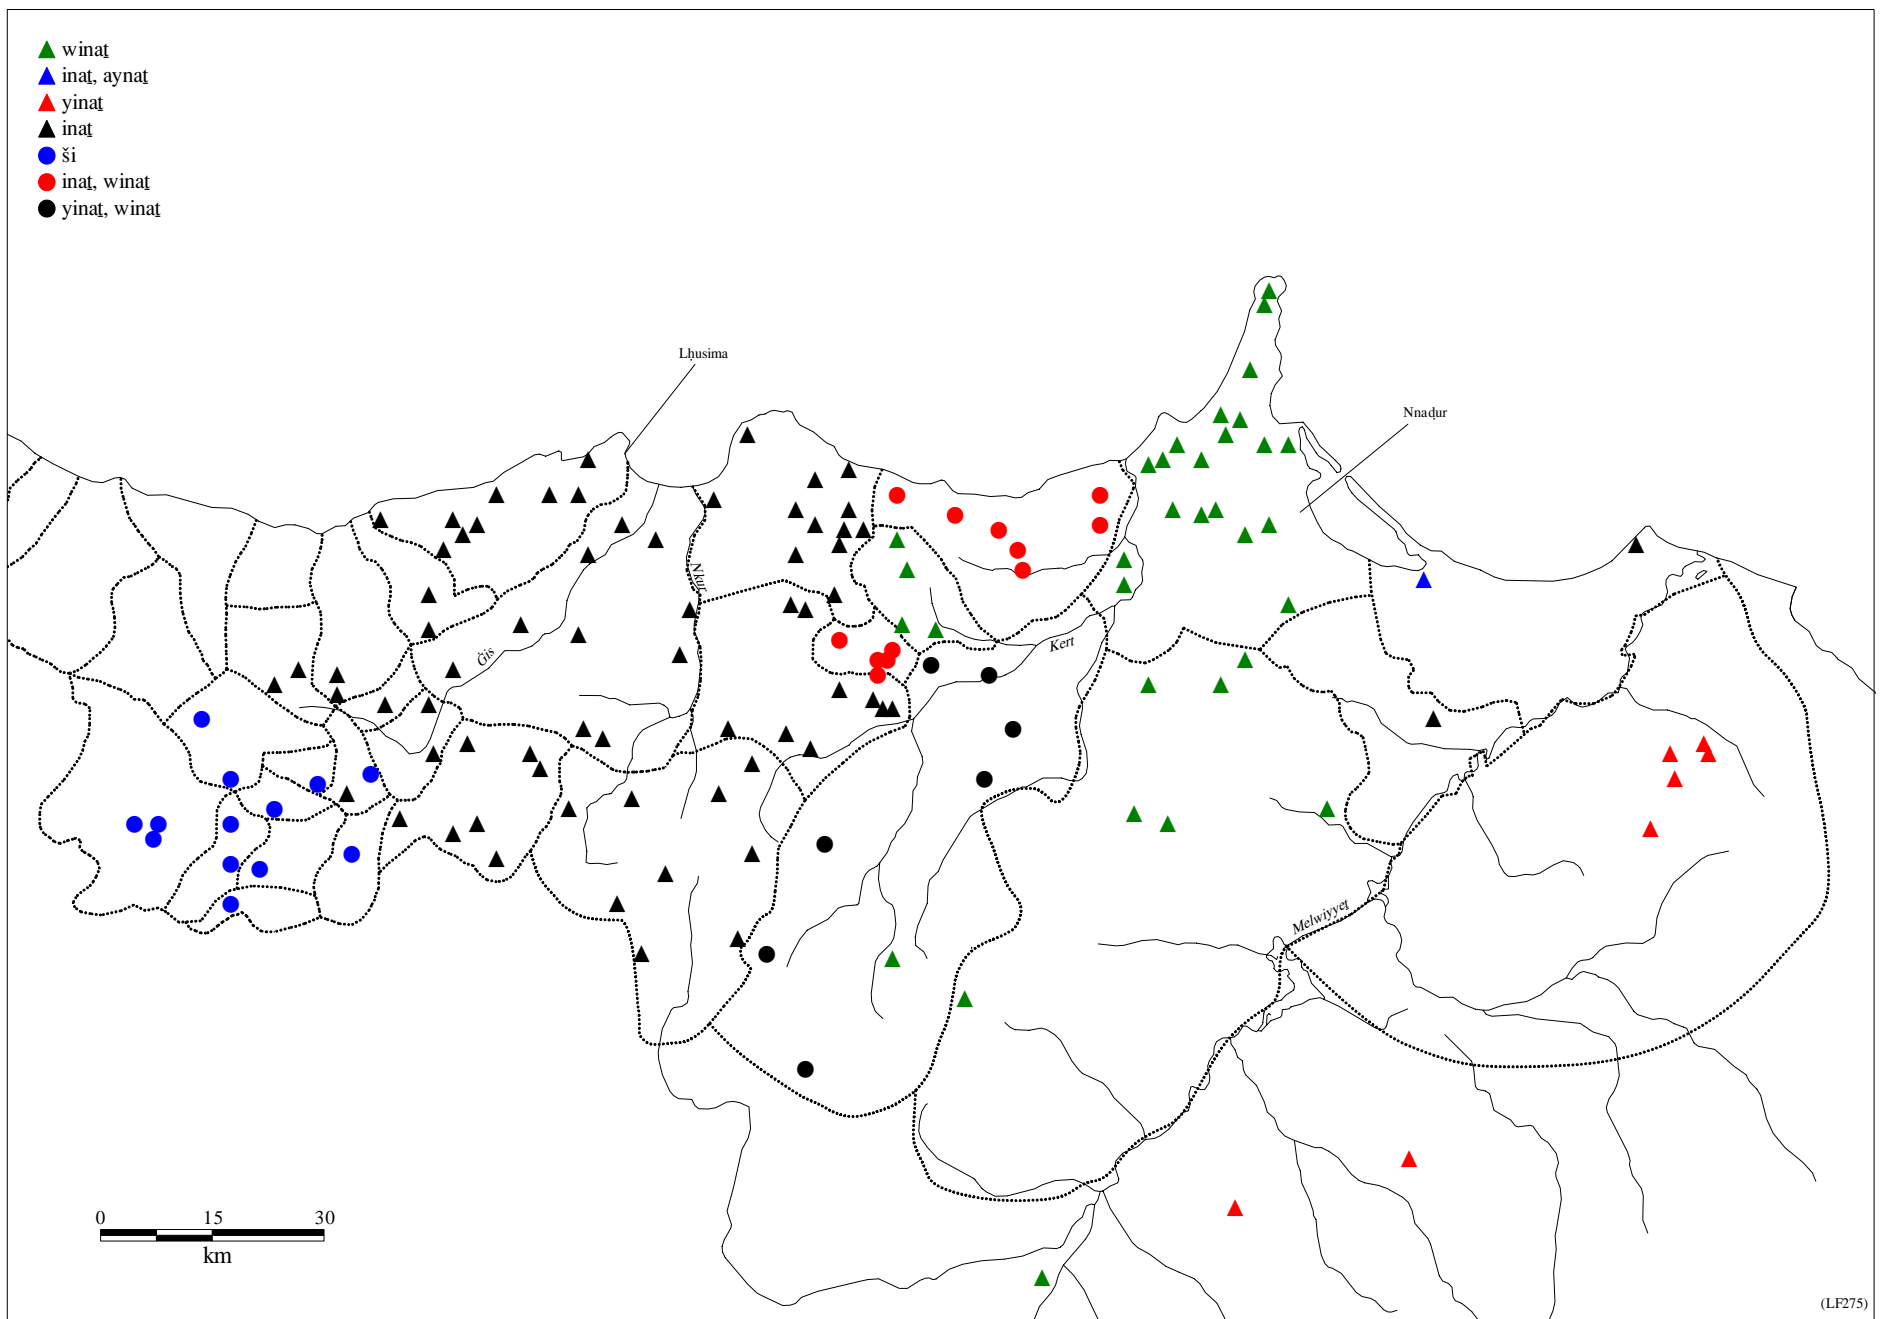 winaṯ
inaṯ, aynaṯ
yinaṯ
inaṯ
ši
inaṯ, winaṯ
yinaṯ, winaṯ
Lḥusima
Nnaḍur
Nkur
Ġis
Kert
Melwiyyeṯ
0 15 30
km
(LF275)